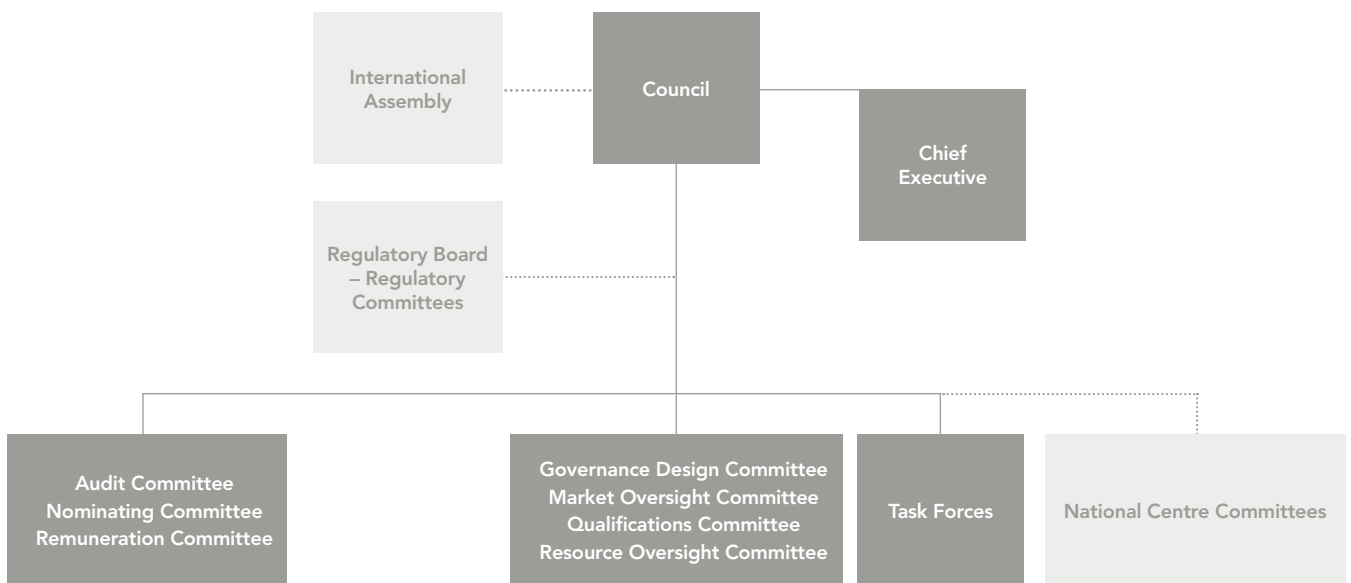 International
Assembly
Council
Chief
Executive
Regulatory Board
– Regulatory
Committees
Audit Committee
Nominating Committee
Remuneration Committee
Governance Design Committee
Market Oversight Committee
Qualifications Committee
Resource Oversight Committee
Task Forces
National Centre Committees